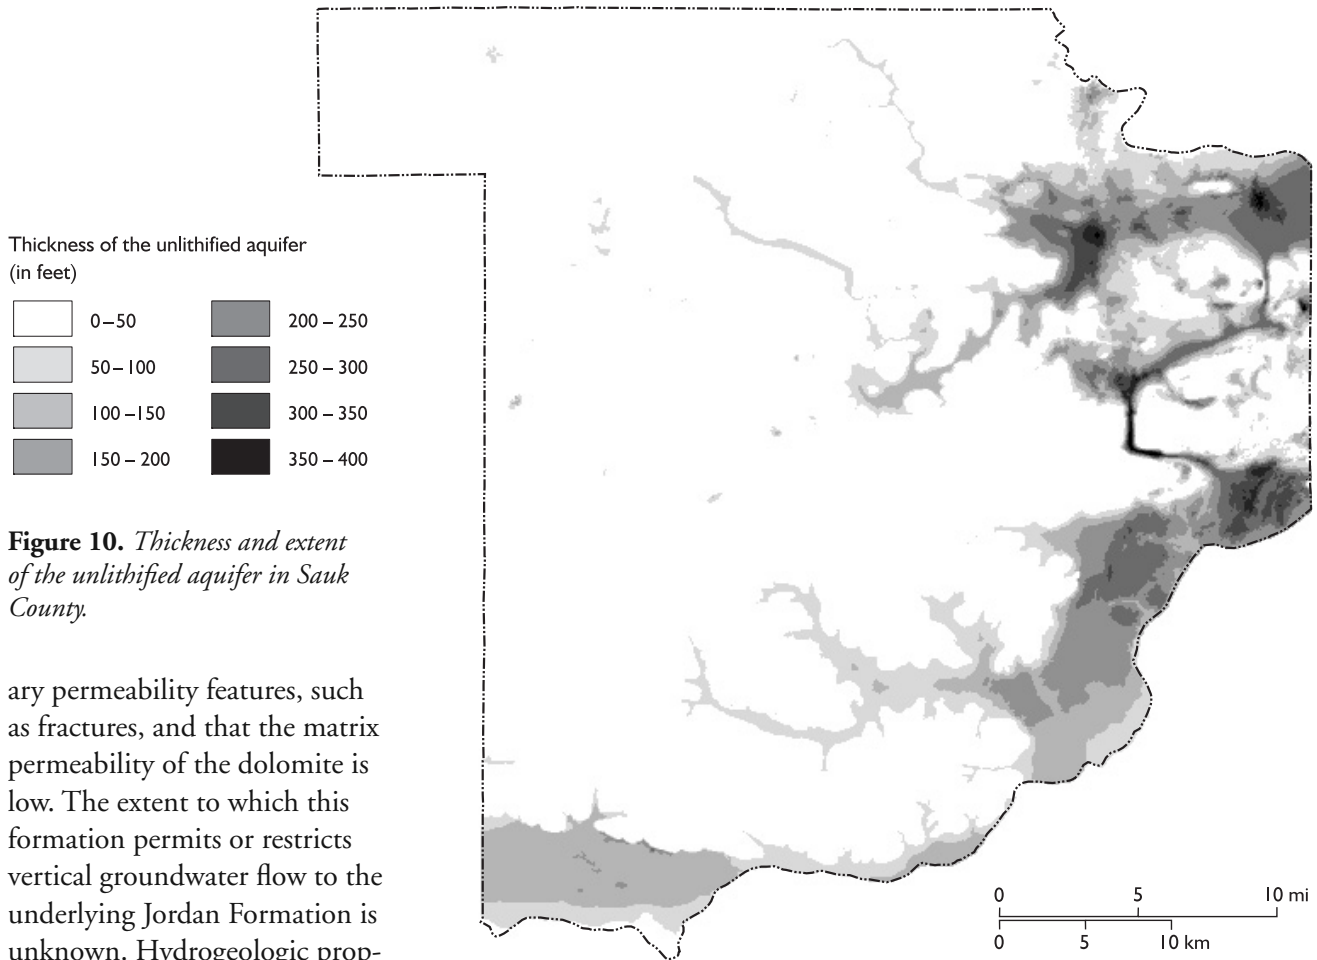 Thickness of the unlithified aquifer
(in feet)
0–50
50–100
100–150
150–200
200–250
250–300
300–350
350–400
Figure 10. Thickness and extent
of the unlithified aquifer in Sauk
County.
ary permeability features, such
as fractures, and that the matrix
permeability of the dolomite is
low. The extent to which this
formation permits or restricts
vertical groundwater flow to the
underlying Jordan Formation is
unknown. Hydrogeologic prop-
0 5 10 mi
0 5 10 km